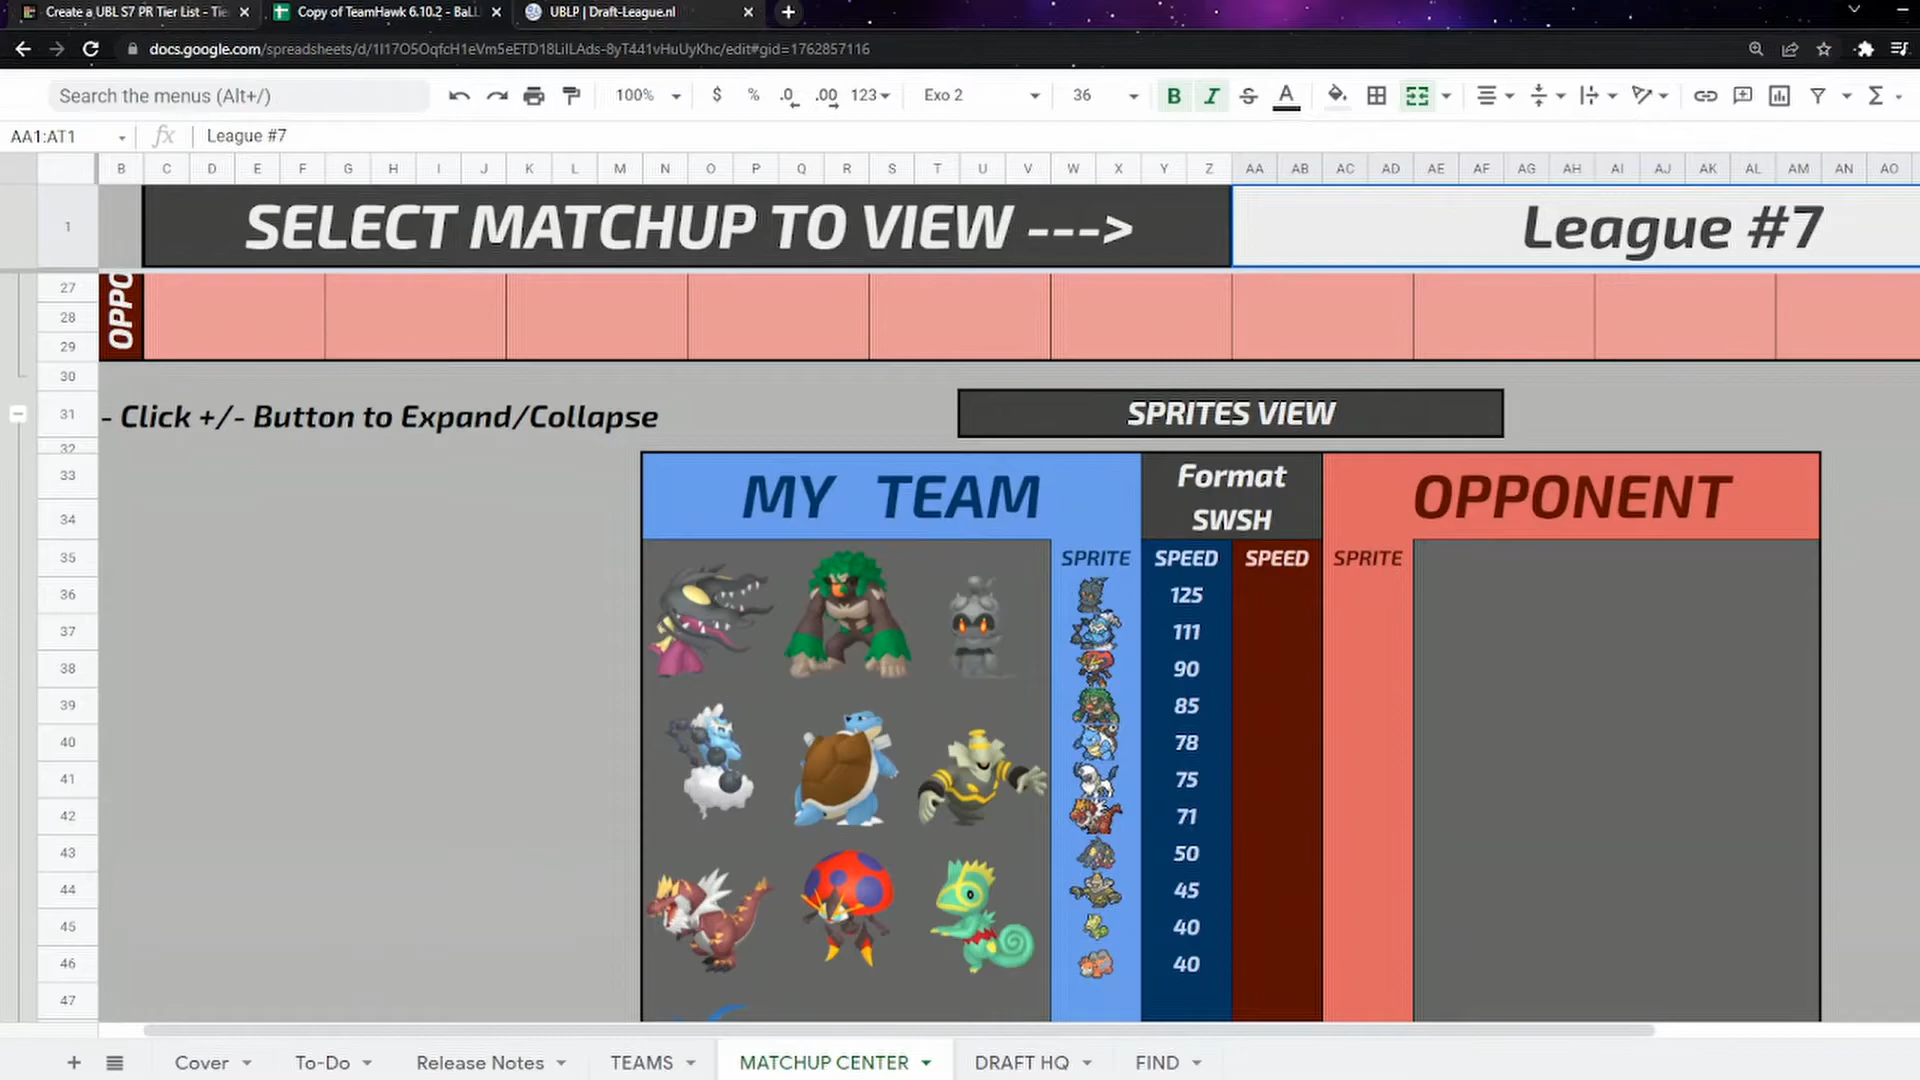 Create a UBL S7 PR Tier List - Tie
Copy of TeamHawk 6.10.2 - BaLL
UBLP | Draft-League.nl
docs.google.com/spreadsheets/d/1I17O5OqfcH1eVm5eETD18LiILAds-8yT441vHuUyKhc/edit#gid=1762857116
Search the menus (Alt+/) 100% $ % .0 .00 123 Exo 2 36 B I S A Σ
AA1:AT1 fx League #7
B C D E F G H I J K L M N O P Q R S T U V W X Y Z AA AB AC AD AE AF AG AH AI AJ AK AL AM AN AO
1 SELECT MATCHUP TO VIEW ---> League #7
27
28 OPPO
29
30
31 - Click +/- Button to Expand/Collapse SPRITES VIEW
32
33 MY TEAM Format OPPONENT
34 SWSH
35 SPRITE SPEED SPEED SPRITE
36 125
37 111
38 90
39 85
40 78
41 75
42 71
43 50
44 45
45 40
46 40
47
+ Cover To-Do Release Notes TEAMS MATCHUP CENTER DRAFT HQ FIND